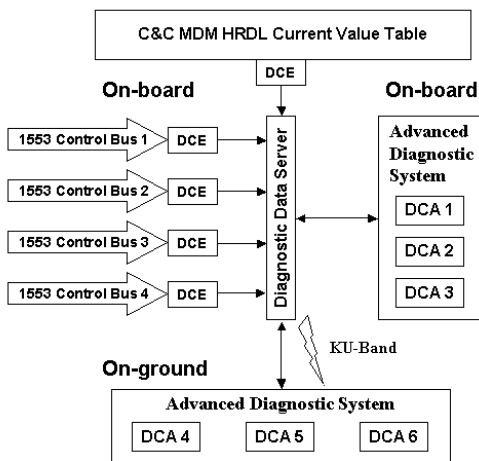 C&C MDM HRDL Current Value Table
DCE
On-board
On-board
1553 Control Bus 1
DCE
1553 Control Bus 2
DCE
1553 Control Bus 3
DCE
1553 Control Bus 4
DCE
Diagnostic Data Server
Advanced
Diagnostic
System
DCA 1
DCA 2
DCA 3
KU-Band
On-ground
Advanced Diagnostic System
DCA 4
DCA 5
DCA 6